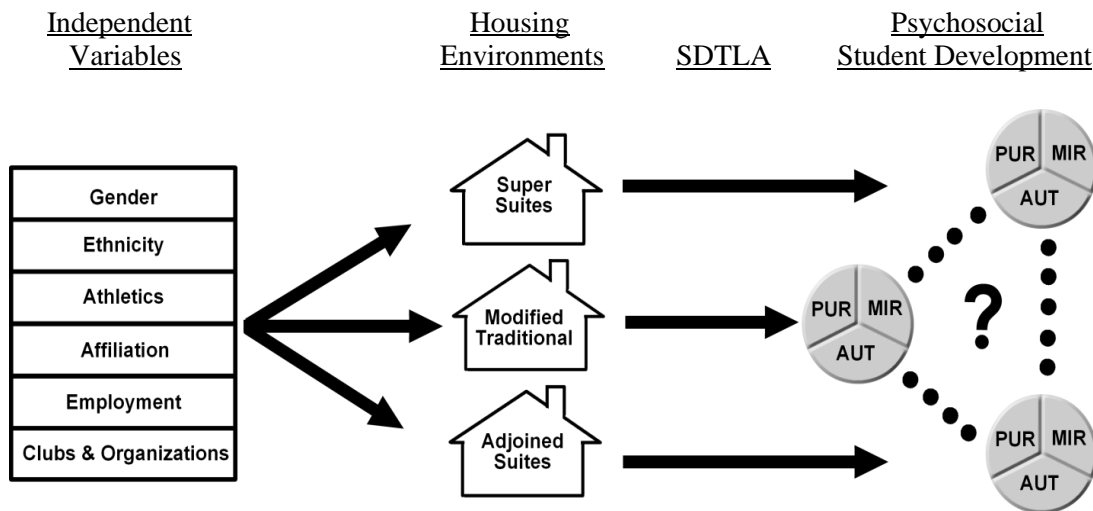 Independent
Variables
Housing
Environments
SDTLA
Psychosocial
Student Development
Gender
Ethnicity
Athletics
Affiliation
Employment
Clubs & Organizations
Super
Suites
Modified
Traditional
Adjoined
Suites
PUR MIR
AUT
PUR MIR
AUT
?
PUR MIR
AUT